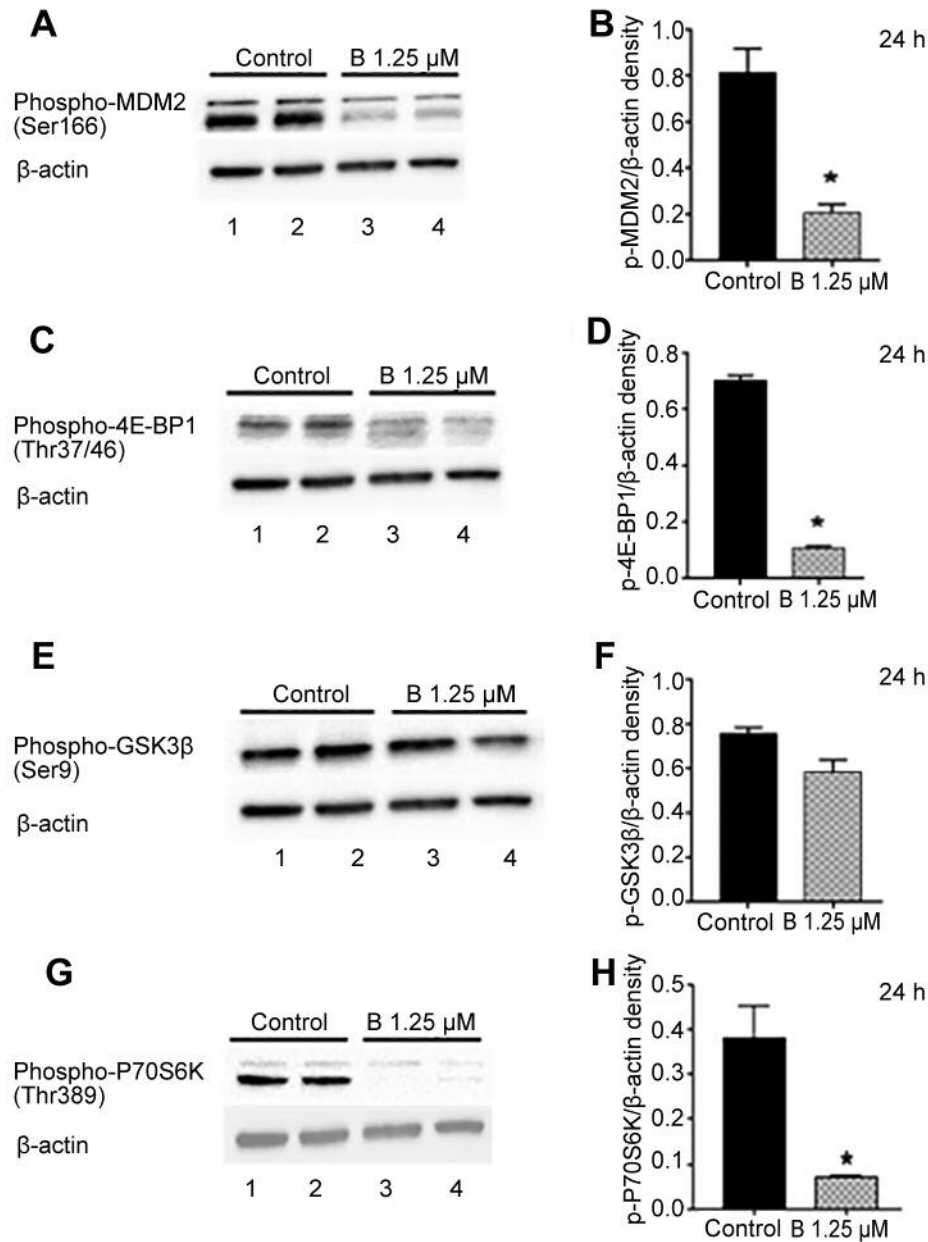 A
Control B 1.25 µM
Phospho-MDM2
(Ser166)
β-actin
1 2 3 4
B
24 h
p-MDM2/β-actin density
1.0
0.8
0.6
0.4
0.2
0.0
*
Control B 1.25 µM
C
Control B 1.25 µM
Phospho-4E-BP1
(Thr37/46)
β-actin
1 2 3 4
D
24 h
p-4E-BP1/β-actin density
0.8
0.6
0.4
0.2
0.0
*
Control B 1.25 µM
E
Control B 1.25 µM
Phospho-GSK3β
(Ser9)
β-actin
1 2 3 4
F
24 h
p-GSK3β/β-actin density
1.0
0.8
0.6
0.4
0.2
0.0
Control B 1.25 µM
G
Control B 1.25 µM
Phospho-P70S6K
(Thr389)
β-actin
1 2 3 4
H
24 h
p-P70S6K/β-actin density
0.5
0.4
0.3
0.2
0.1
0.0
*
Control B 1.25 µM